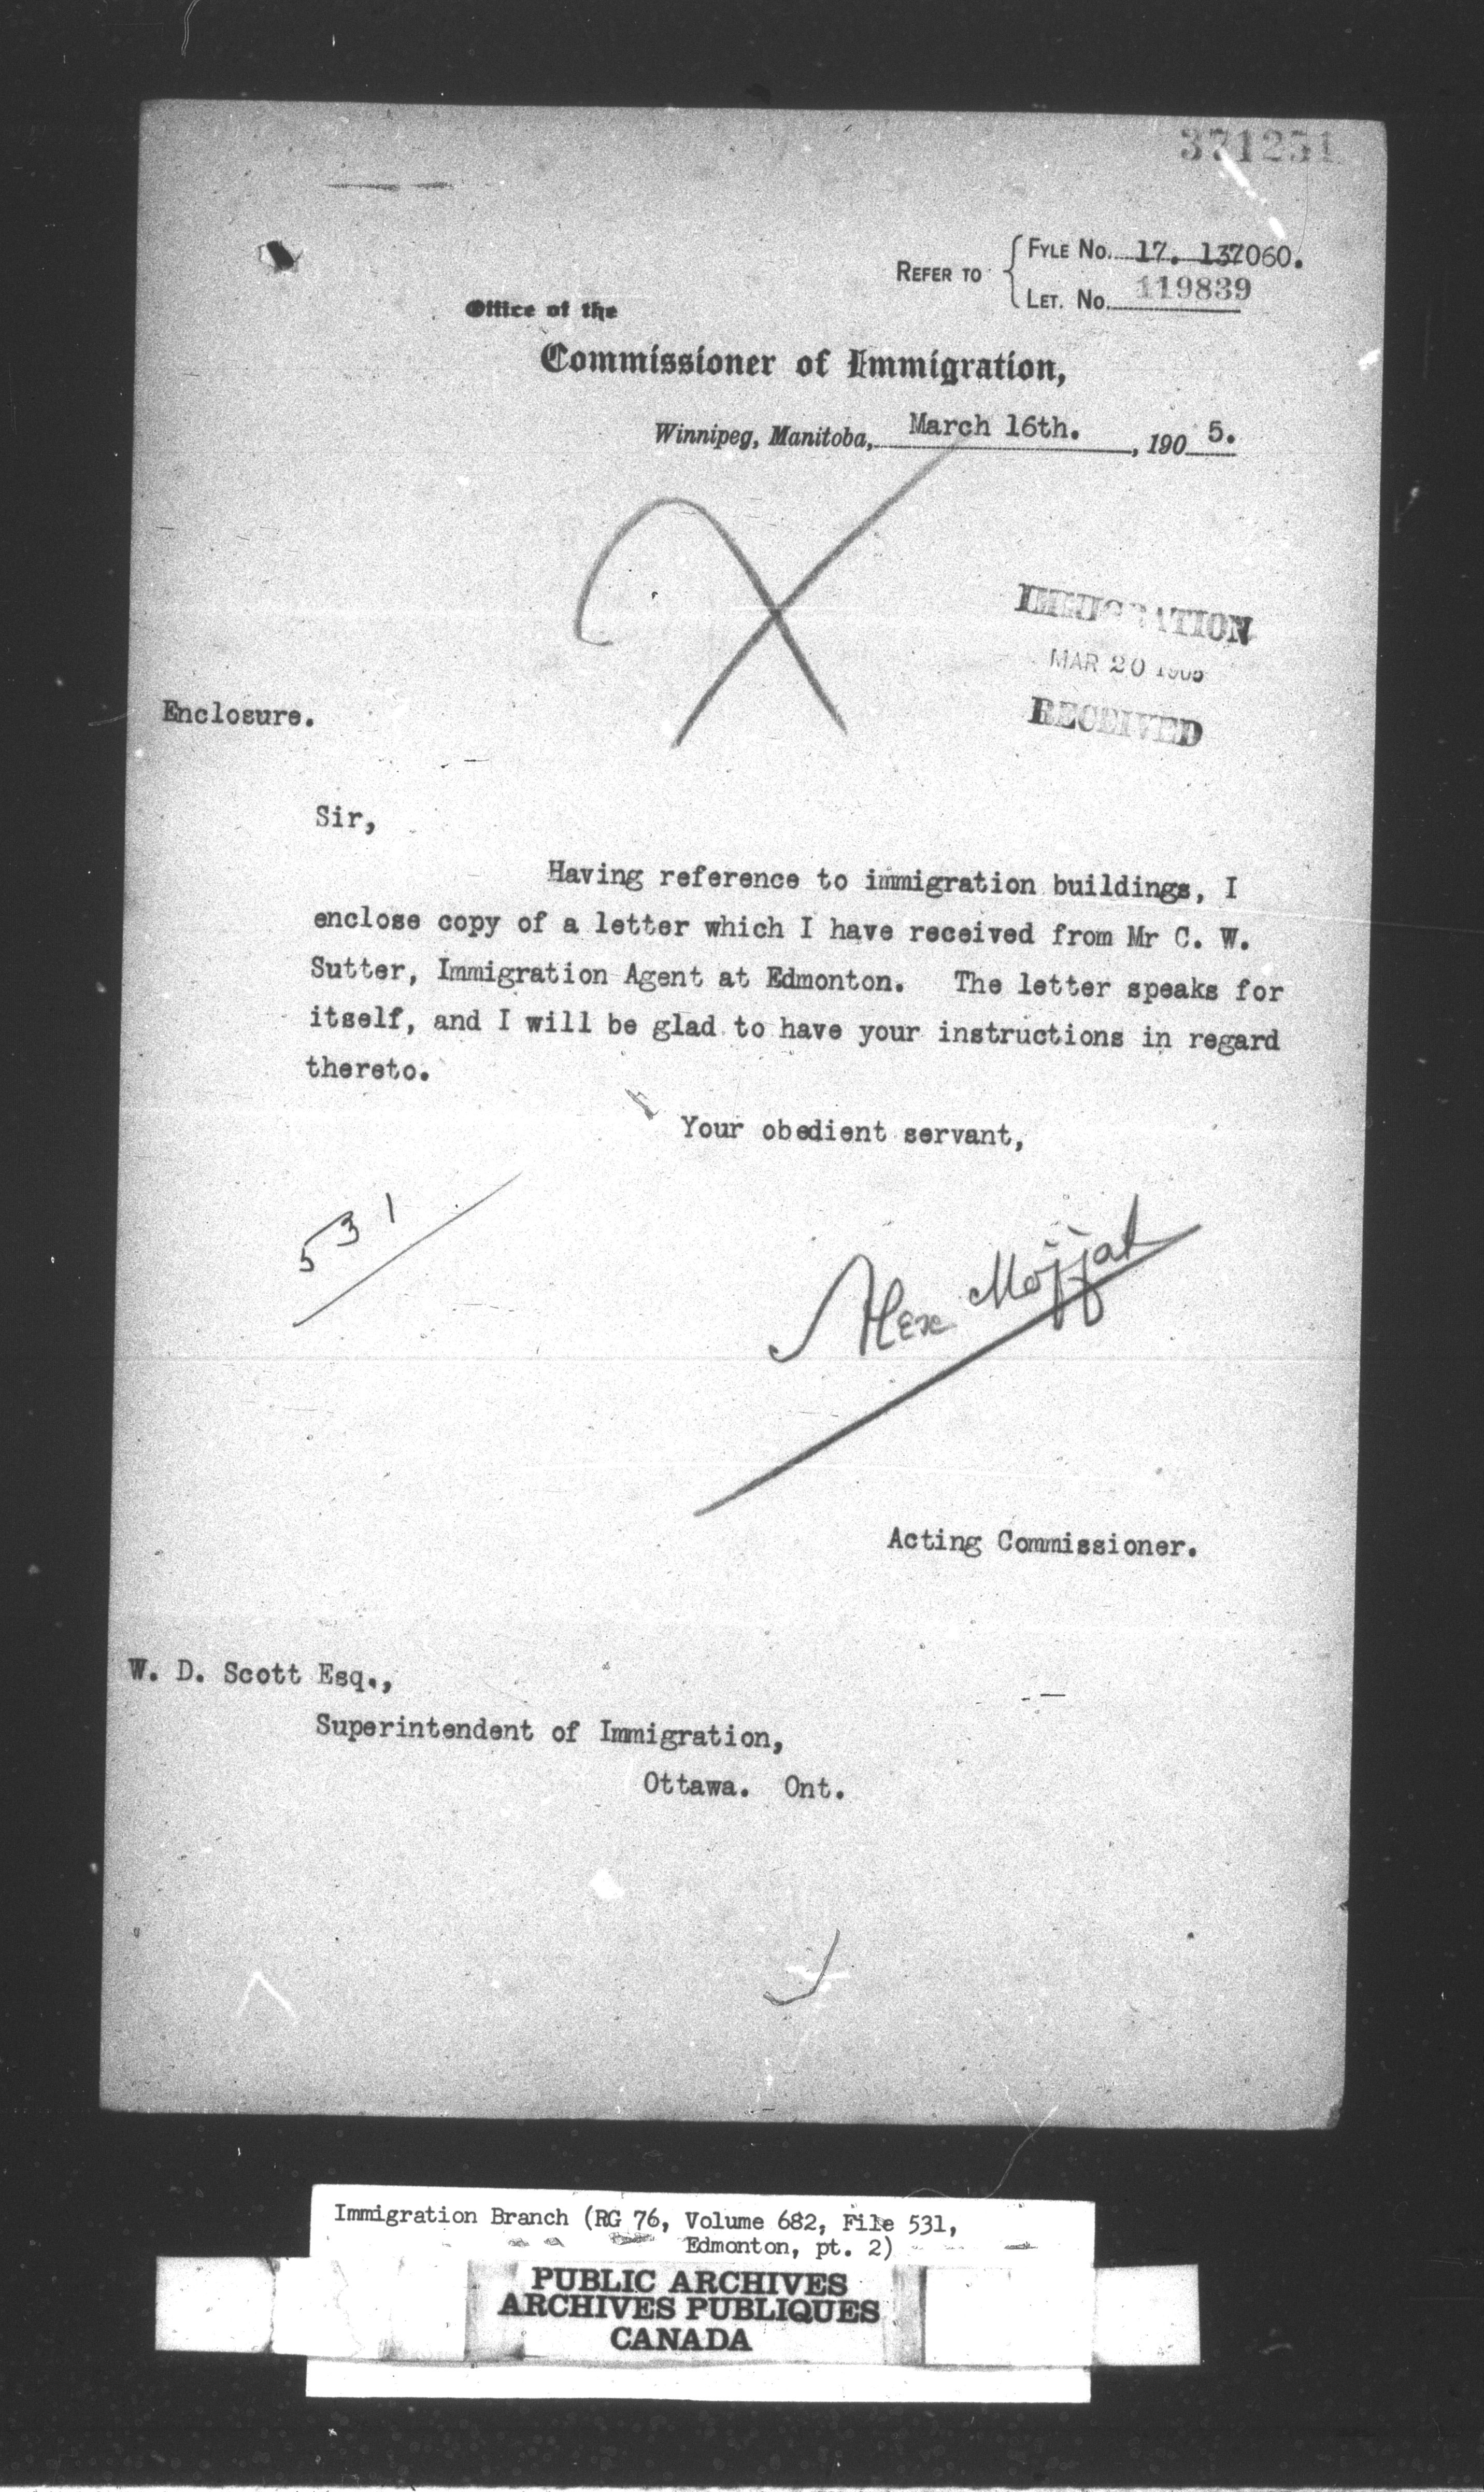 371251
REFER TO
FYLE No. 17. 137060.
LET. No. 119839
Office of the
Commissioner of Immigration,
Winnipeg, Manitoba, March 16th. , 190 5.
IMMIGRATION
MAR 20 1905
RECEIVED
Enclosure.
Sir,
Having reference to immigration buildings, I
enclose copy of a letter which I have received from Mr C. W.
Sutter, Immigration Agent at Edmonton. The letter speaks for
itself, and I will be glad to have your instructions in regard
thereto.
Your obedient servant,
531
Alex Moffat
Acting Commissioner.
W. D. Scott Esq.,
Superintendent of Immigration,
Ottawa. Ont.
Immigration Branch (RG 76, Volume 682, File 531,
Edmonton, pt. 2)
PUBLIC ARCHIVES
ARCHIVES PUBLIQUES
CANADA